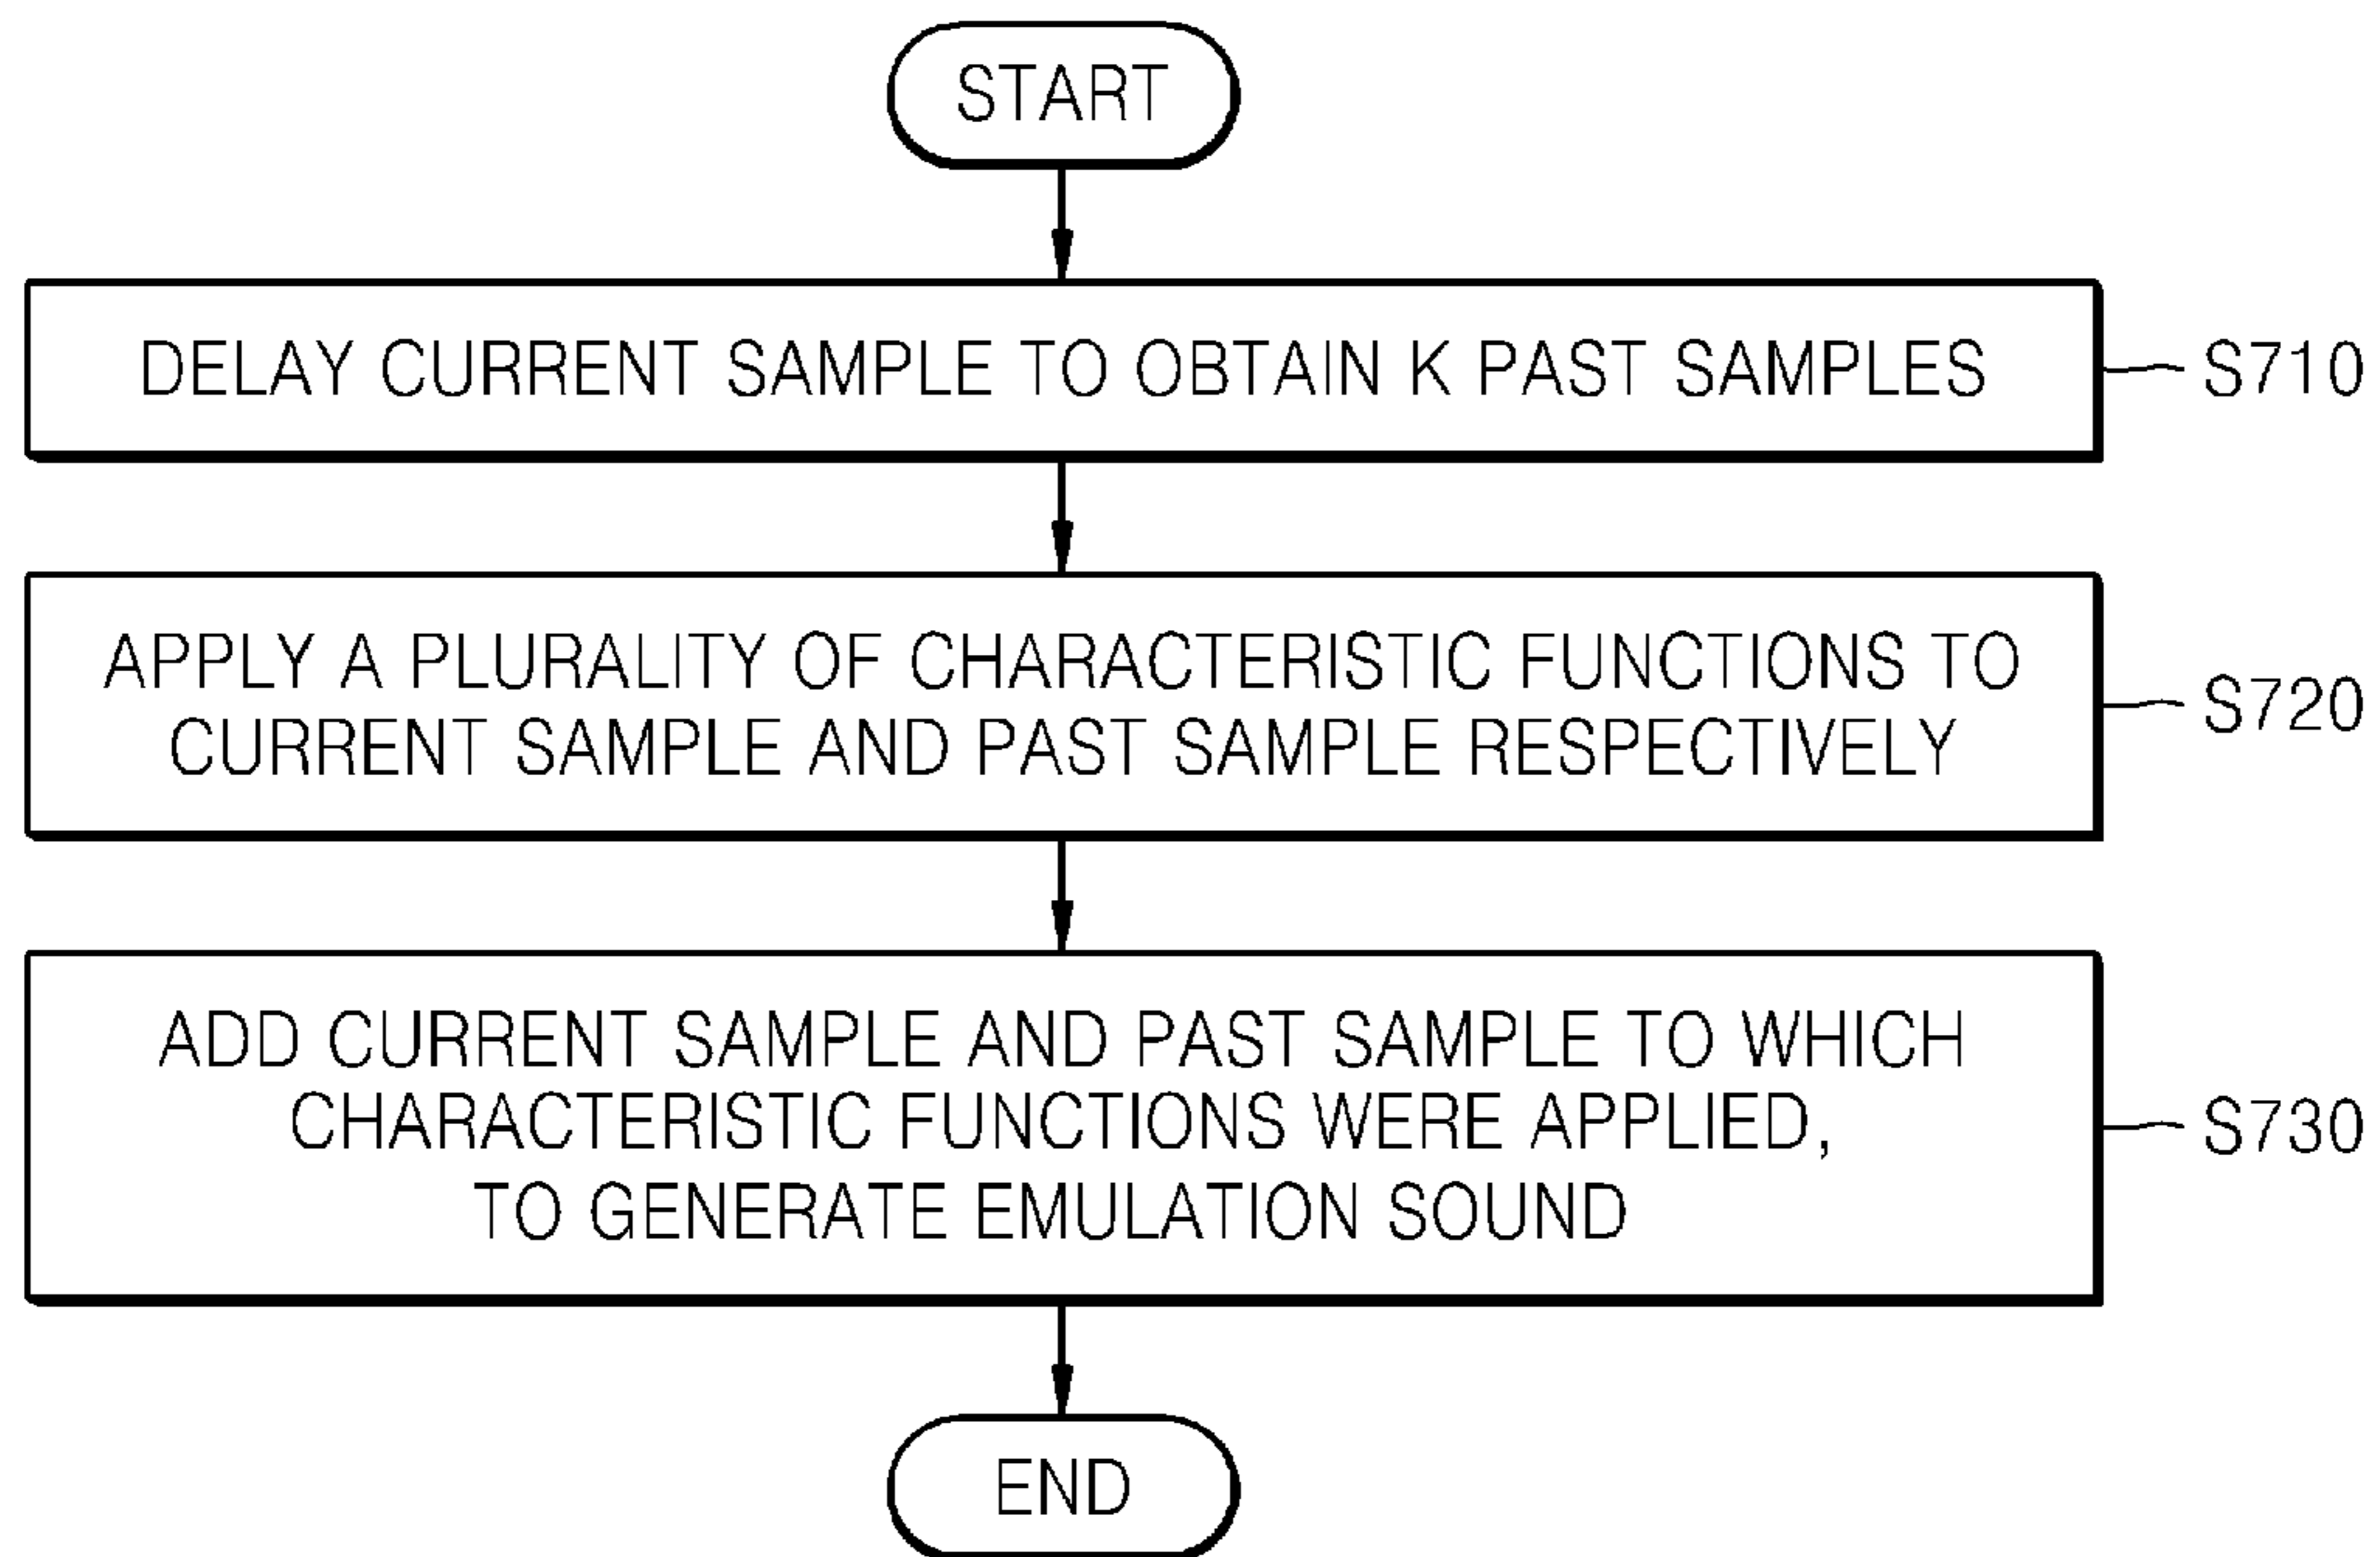 START
DELAY CURRENT SAMPLE TO OBTAIN K PAST SAMPLES
S710
APPLY A PLURALITY OF CHARACTERISTIC FUNCTIONS TO
CURRENT SAMPLE AND PAST SAMPLE RESPECTIVELY
S720
ADD CURRENT SAMPLE AND PAST SAMPLE TO WHICH
CHARACTERISTIC FUNCTIONS WERE APPLIED,
TO GENERATE EMULATION SOUND
S730
END